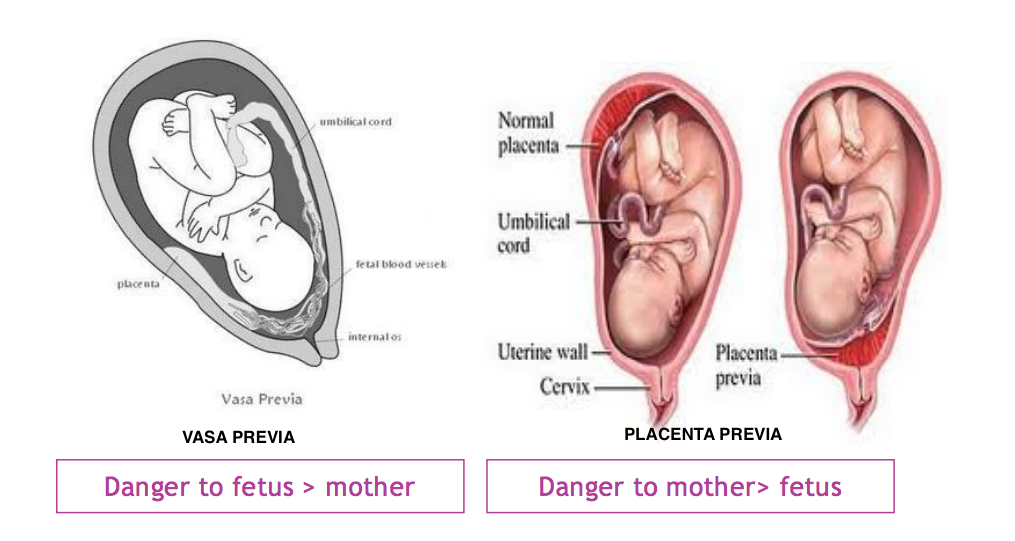 umbilical cord
fetal blood vessels
placenta
internal os
Vasa Previa
VASA PREVIA
Danger to fetus > mother
Normal
placenta
Umbilical
cord
Uterine wall
Cervix
Placenta
previa
PLACENTA PREVIA
Danger to mother> fetus